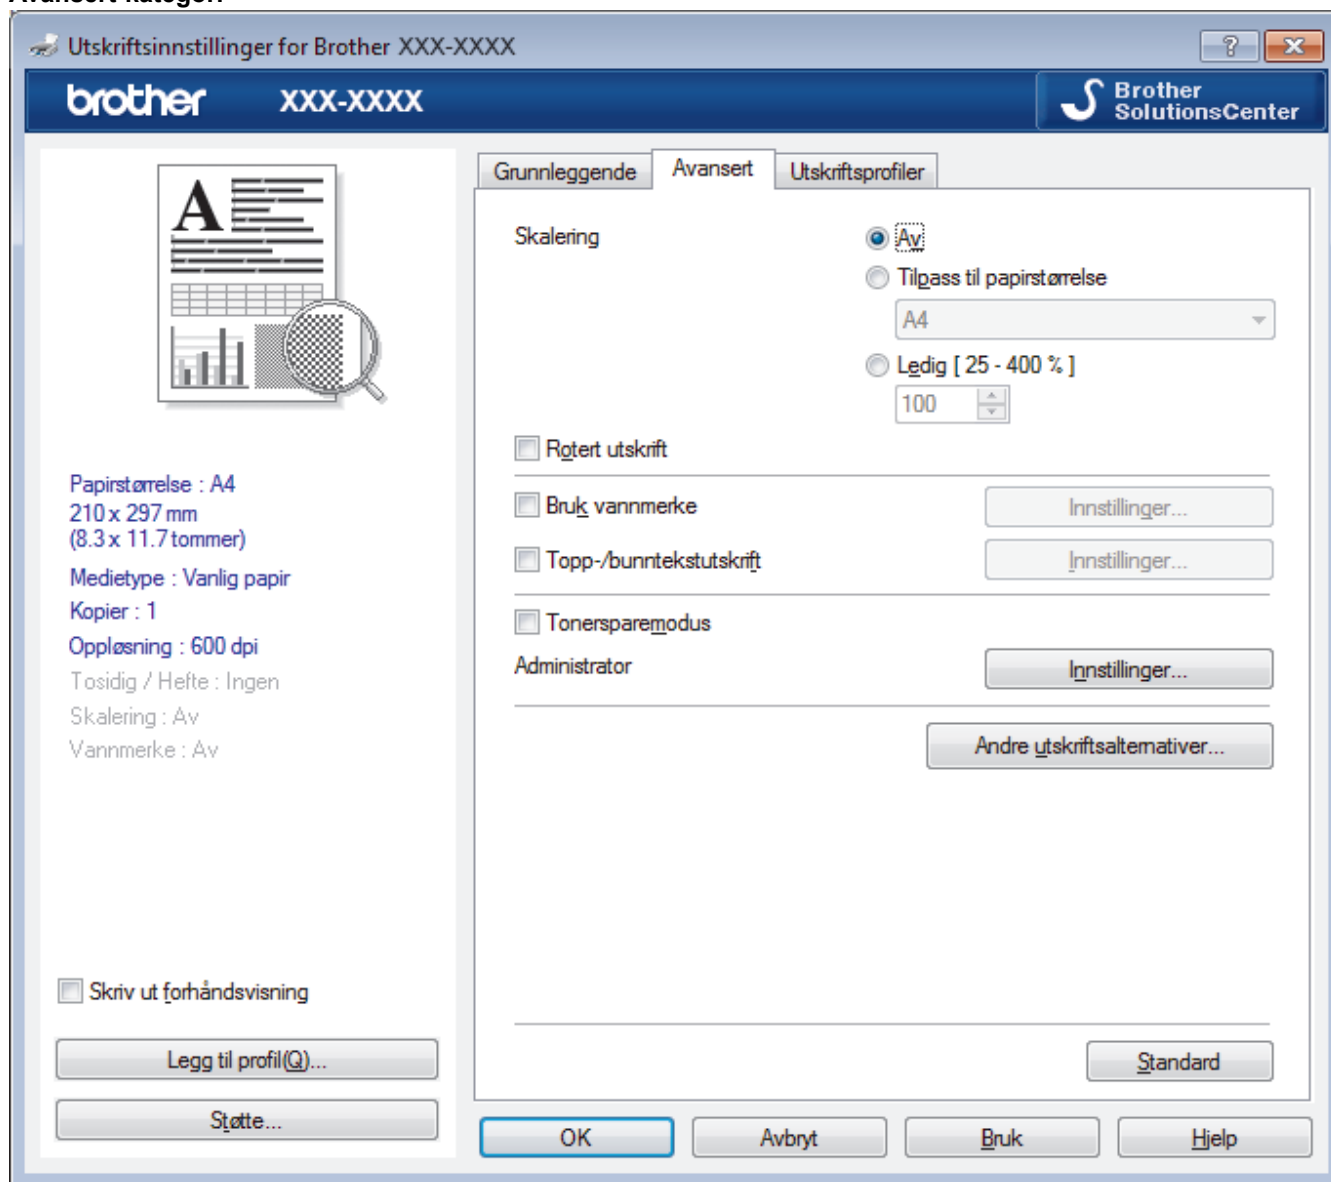 Avansert-kategori
Utskriftsinnstillinger for Brother XXX-XXXX
brother XXX-XXXX
Brother
SolutionsCenter
A
Papirstørrelse : A4
210 x 297 mm
(8.3 x 11.7 tommer)
Medietype : Vanlig papir
Kopier : 1
Oppløsning : 600 dpi
Tosidig / Hefte : Ingen
Skalering : Av
Vannmerke : Av
Skriv ut forhåndsvisning
Legg til profil(Q)...
Støtte...
Grunnleggende Avansert Utskriftsprofiler
Skalering Av
Tilpass til papirstørrelse
A4
Ledig [ 25 - 400 % ]
100
Rotert utskrift
Bruk vannmerke Innstillinger...
Topp-/bunntekstutskrift Innstillinger...
Tonersparemodus
Administrator Innstillinger...
Andre utskriftsalternativer...
Standard
OK Avbryt Bruk Hjelp